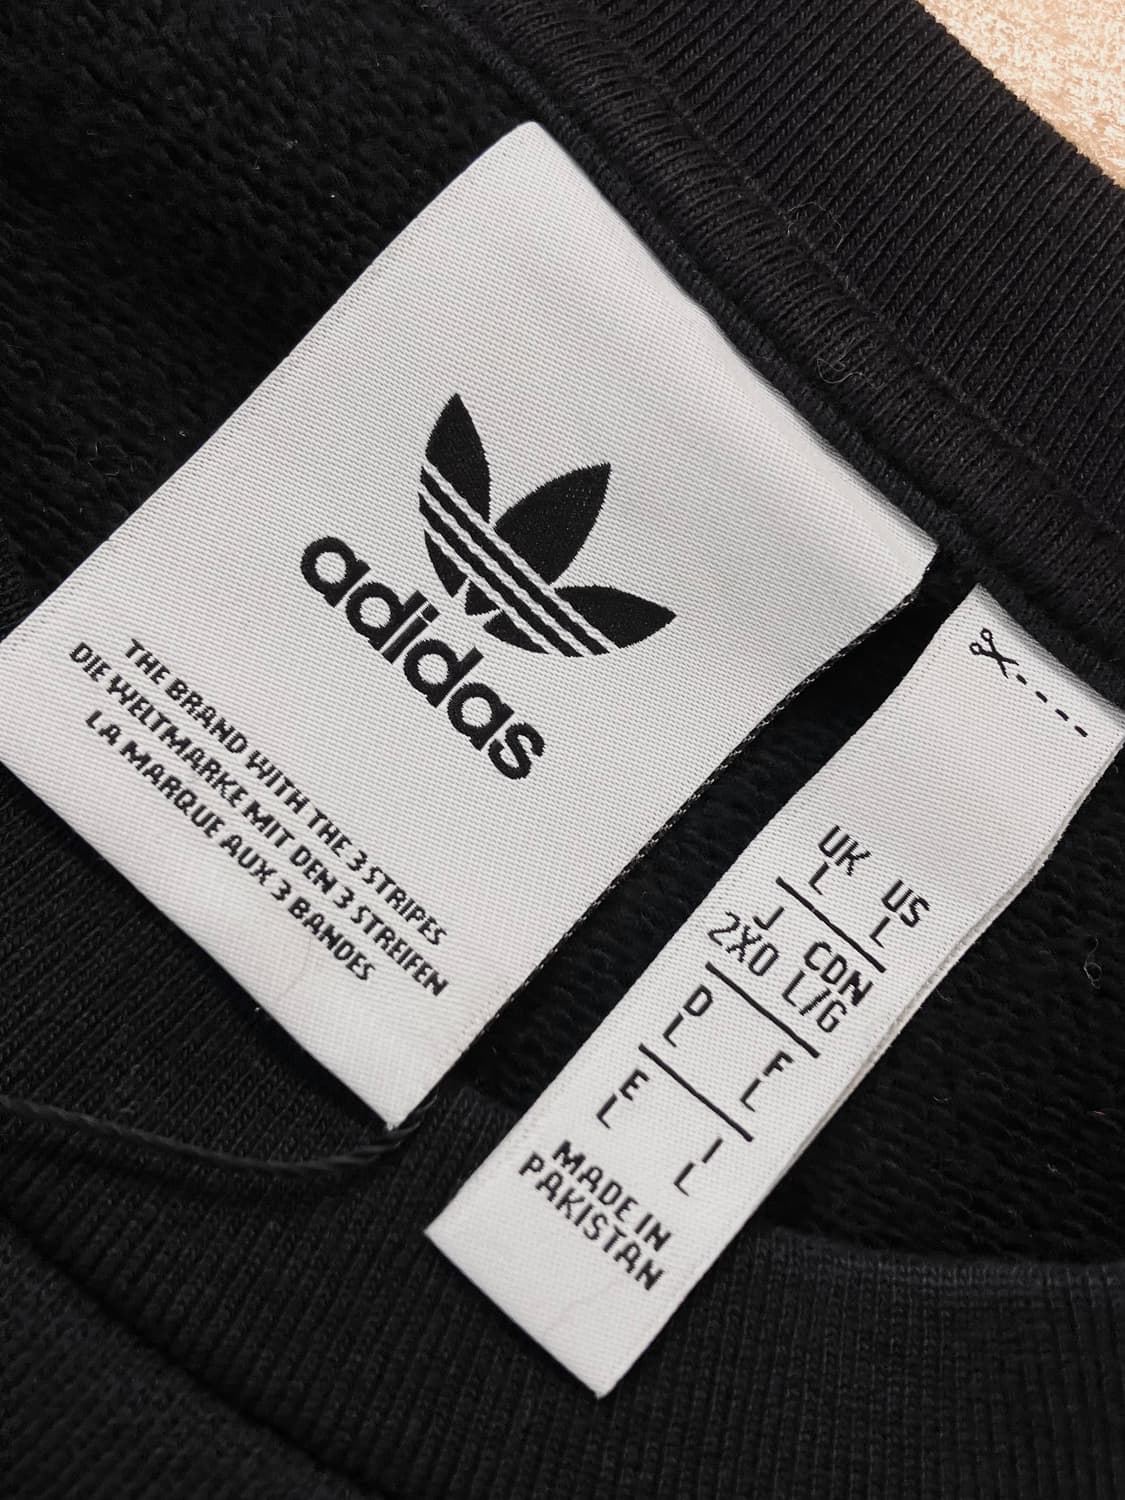 adidas
THE BRAND WITH THE 3 STRIPES
DIE WELTMARKE MIT DEN 3 STREIFEN
LA MARQUE AUX 3 BANDES
UK US
L L
J CDN
2XO L/G
D F
L L
E I
L L
MADE IN
PAKISTAN